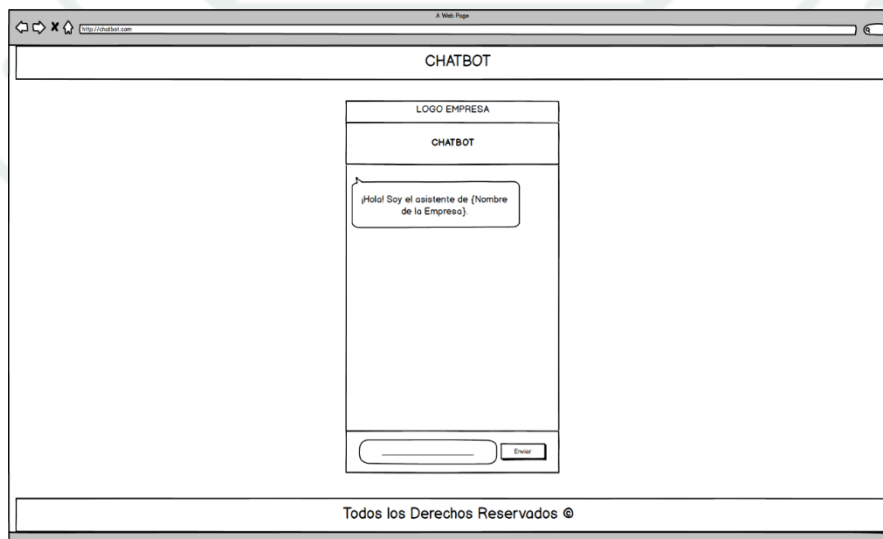 A Web Page
http://chatbot.com
CHATBOT
LOGO EMPRESA
CHATBOT
¡Hola! Soy el asistente de {Nombre
de la Empresa}.
Enviar
Todos los Derechos Reservados ©